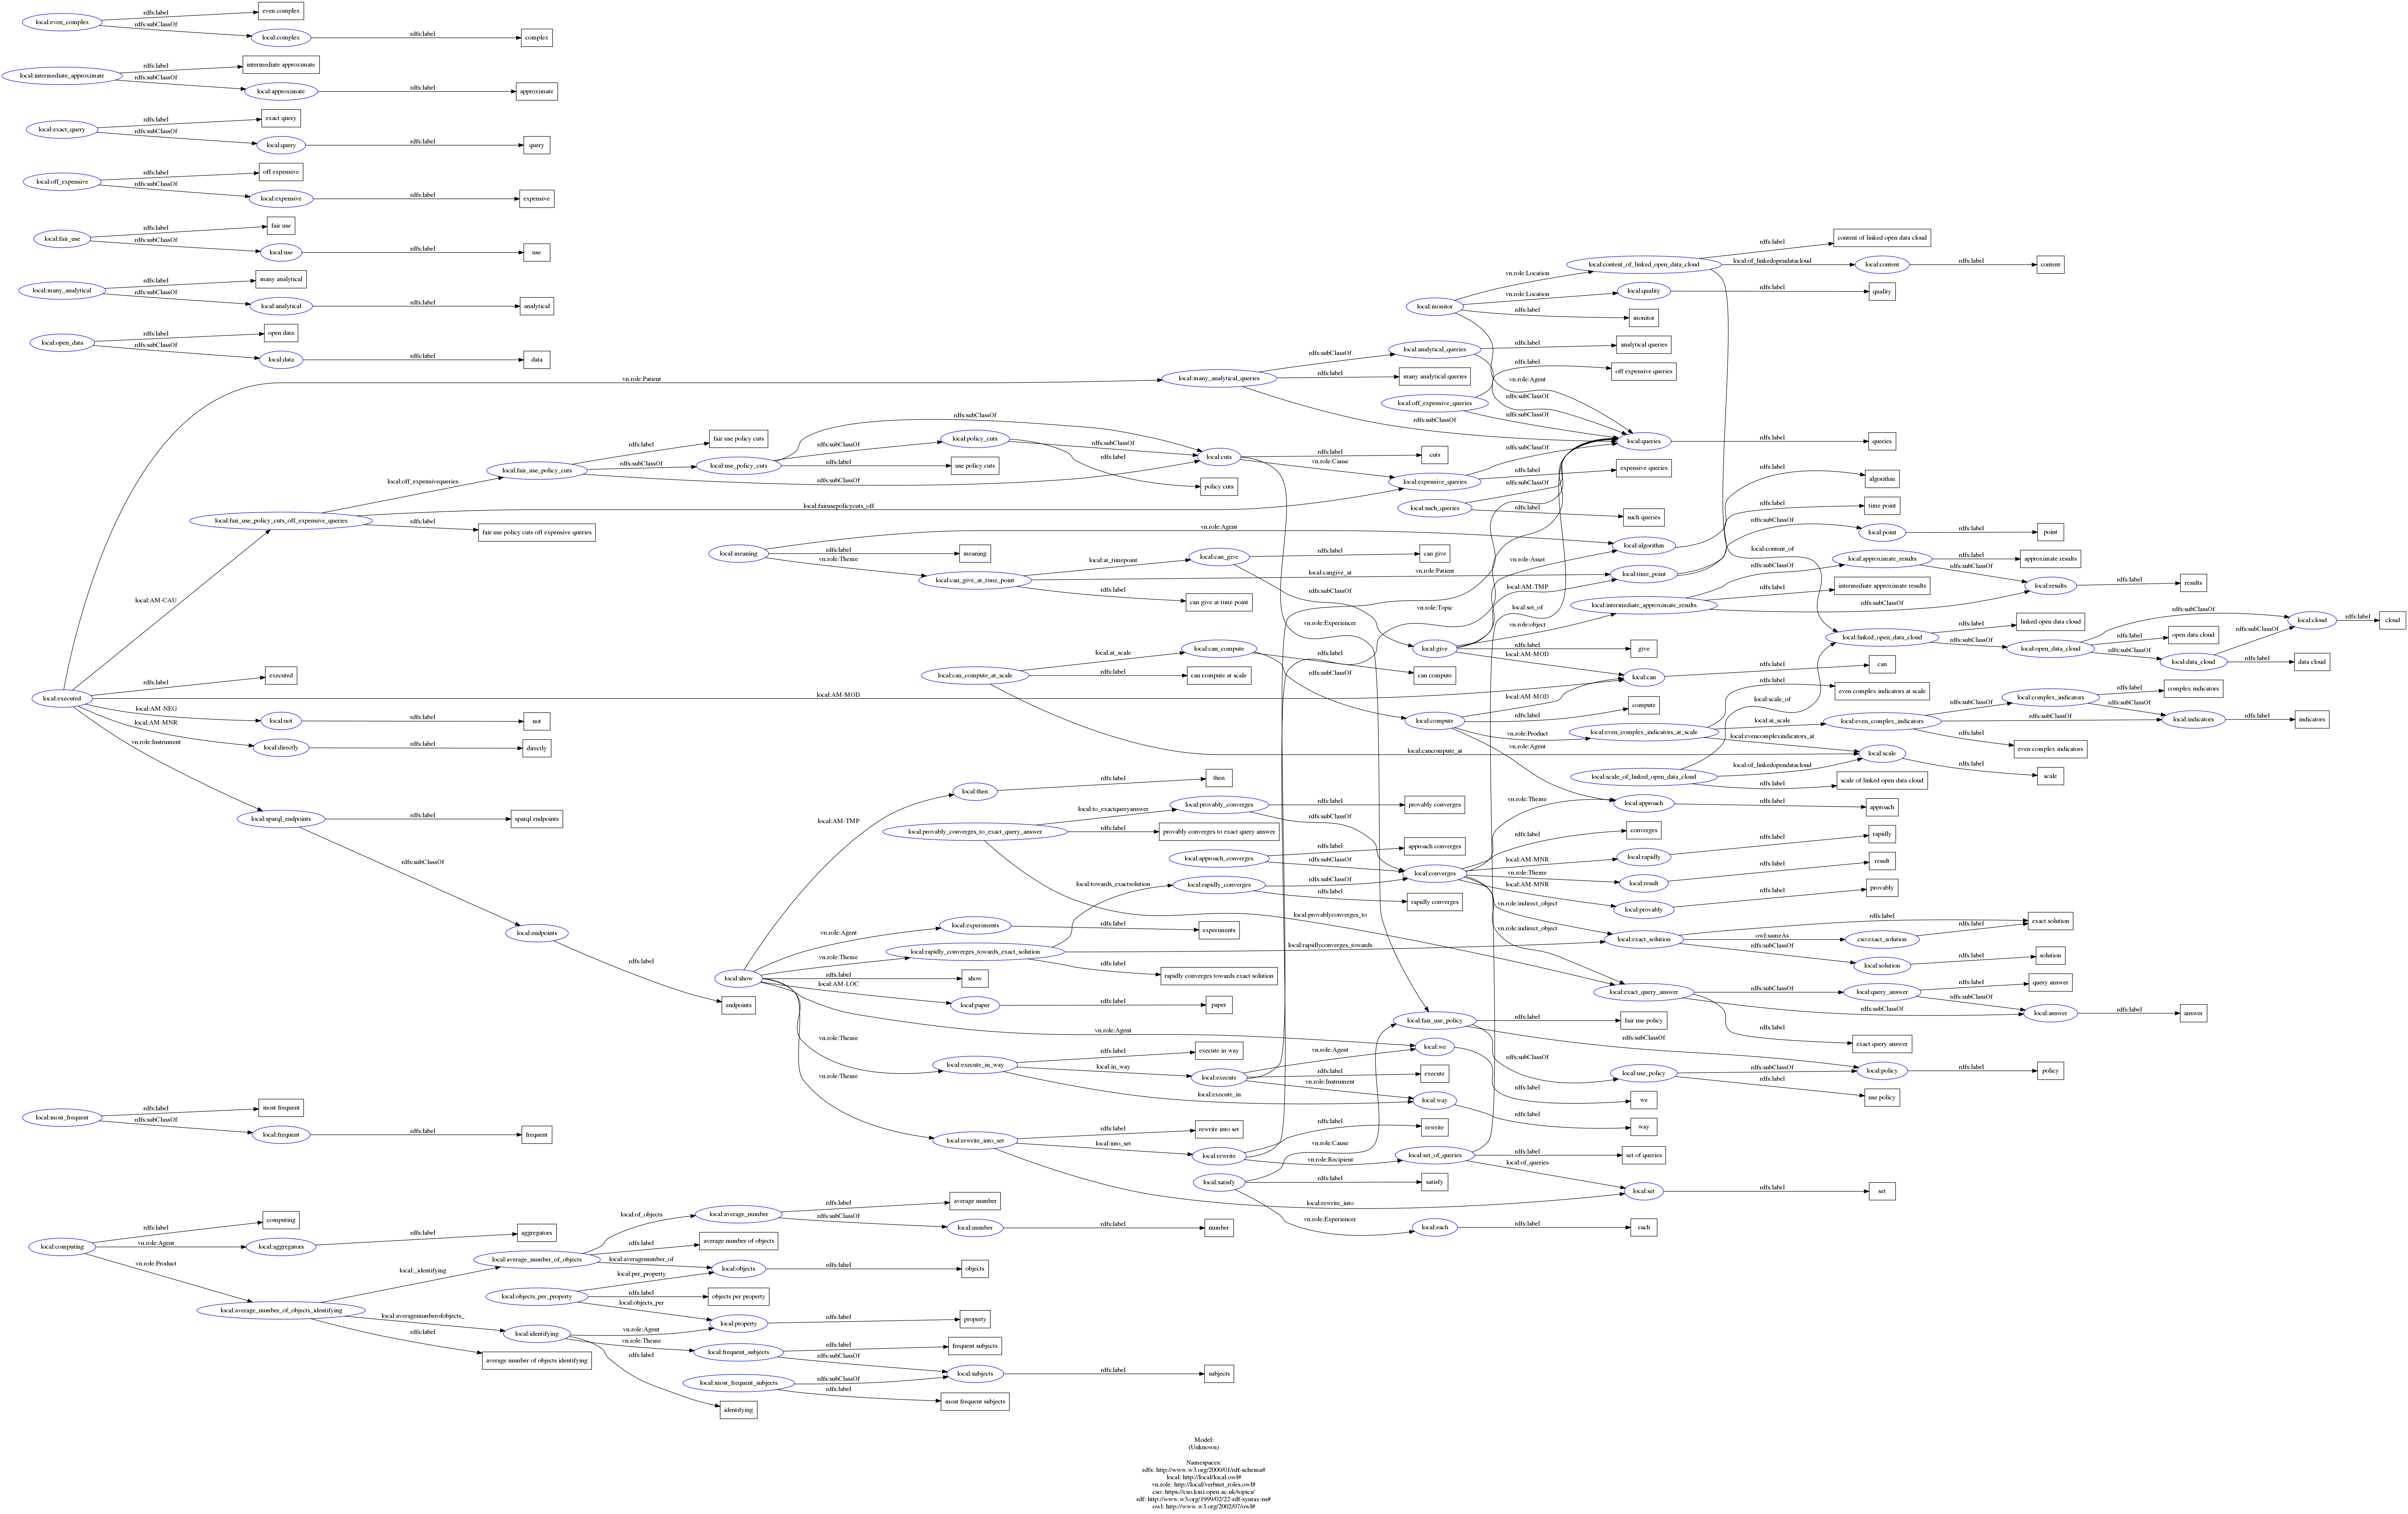 local:even_complex
rdfs:label
even complex
rdfs:subClassOf
local:complex
rdfs:label
complex
local:intermediate_approximate
rdfs:label
intermediate approximate
rdfs:subClassOf
local:approximate
rdfs:label
approximate
local:exact_query
rdfs:label
exact query
rdfs:subClassOf
local:query
rdfs:label
query
local:off_expensive
rdfs:label
off expensive
rdfs:subClassOf
local:expensive
rdfs:label
expensive
local:fair_use
rdfs:label
fair use
rdfs:subClassOf
local:use
rdfs:label
use
local:many_analytical
rdfs:label
many analytical
rdfs:subClassOf
local:analytical
rdfs:label
analytical
local:open_data
rdfs:label
open data
rdfs:subClassOf
local:data
rdfs:label
data
local:executed
vn.role:Patient
local:AM-CAU
rdfs:label
executed
local:AM-MOD
local:AM-NEG
local:not
rdfs:label
not
local:AM-MNR
local:directly
rdfs:label
directly
vn.role:Instrument
local:sparql_endpoints
rdfs:label
sparql endpoints
rdfs:subClassOf
local:endpoints
rdfs:label
endpoints
local:fair_use_policy_cuts_off_expensive_queries
local:off_expensivequeries
local:fairusepolicycuts_off
rdfs:label
fair use policy cuts off expensive queries
local:fair_use_policy_cuts
rdfs:label
fair use policy cuts
rdfs:subClassOf
local:use_policy_cuts
rdfs:subClassOf
rdfs:subClassOf
rdfs:subClassOf
local:policy_cuts
rdfs:label
use policy cuts
rdfs:subClassOf
rdfs:label
policy cuts
local:cuts
rdfs:label
cuts
vn.role:Cause
vn.role:Experiencer
local:many_analytical_queries
rdfs:subClassOf
local:analytical_queries
rdfs:label
many analytical queries
rdfs:subClassOf
rdfs:label
analytical queries
rdfs:subClassOf
local:monitor
vn.role:Location
local:content_of_linked_open_data_cloud
vn.role:Location
local:quality
rdfs:label
quality
rdfs:label
monitor
vn.role:Agent
rdfs:label
content of linked open data cloud
local:of_linkedopendatacloud
local:content
rdfs:label
content
local:content_of
local:off_expensive_queries
rdfs:label
off expensive queries
rdfs:subClassOf
local:queries
rdfs:label
queries
local:expensive_queries
rdfs:subClassOf
rdfs:label
expensive queries
local:such_queries
rdfs:subClassOf
rdfs:label
such queries
local:meaning
vn.role:Agent
local:algorithm
rdfs:label
algorithm
rdfs:label
meaning
vn.role:Theme
local:can_give_at_time_point
local:at_timepoint
local:can_give
rdfs:label
can give
rdfs:subClassOf
local:cangive_at
rdfs:label
can give at time point
local:time_point
rdfs:label
time point
rdfs:subClassOf
local:point
rdfs:label
point
local:give
vn.role:Asset
vn.role:Patient
local:AM-TMP
vn.role:object
rdfs:label
give
local:AM-MOD
vn.role:Topic
local:set_of
local:intermediate_approximate_results
rdfs:subClassOf
local:approximate_results
rdfs:label
approximate results
rdfs:subClassOf
rdfs:label
intermediate approximate results
rdfs:subClassOf
local:results
rdfs:label
results
local:linked_open_data_cloud
rdfs:label
linked open data cloud
rdfs:subClassOf
local:open_data_cloud
rdfs:subClassOf
rdfs:label
open data cloud
rdfs:subClassOf
local:data_cloud
rdfs:subClassOf
rdfs:label
data cloud
local:cloud
rdfs:label
cloud
local:can
rdfs:label
can
local:can_compute_at_scale
local:at_scale
local:can_compute
rdfs:label
can compute
rdfs:subClassOf
rdfs:label
can compute at scale
local:cancompute_at
local:compute
local:AM-MOD
rdfs:label
compute
vn.role:Product
vn.role:Agent
local:even_complex_indicators_at_scale
rdfs:label
even complex indicators at scale
local:at_scale
local:evencomplexindicators_at
local:even_complex_indicators
rdfs:subClassOf
local:complex_indicators
rdfs:label
complex indicators
rdfs:subClassOf
rdfs:subClassOf
local:indicators
rdfs:label
indicators
rdfs:label
even complex indicators
local:scale_of_linked_open_data_cloud
local:scale_of
local:of_linkedopendatacloud
rdfs:label
scale of linked open data cloud
local:scale
rdfs:label
scale
local:approach
rdfs:label
approach
local:show
local:AM-TMP
local:then
rdfs:label
then
vn.role:Agent
local:experiments
rdfs:label
experiments
vn.role:Theme
local:rapidly_converges_towards_exact_solution
rdfs:label
show
local:AM-LOC
local:paper
rdfs:label
paper
vn.role:Agent
vn.role:Theme
vn.role:Theme
local:provably_converges_to_exact_query_answer
local:to_exactqueryanswer
local:provably_converges
rdfs:label
provably converges
rdfs:subClassOf
rdfs:label
provably converges to exact query answer
local:provablyconverges_to
local:approach_converges
rdfs:label
approach converges
rdfs:subClassOf
local:towards_exactsolution
local:rapidly_converges
rdfs:subClassOf
rdfs:label
rapidly converges
local:rapidlyconverges_towards
rdfs:label
rapidly converges towards exact solution
local:converges
vn.role:Theme
rdfs:label
converges
local:AM-MNR
local:rapidly
rdfs:label
rapidly
vn.role:Theme
local:result
rdfs:label
result
local:AM-MNR
local:provably
rdfs:label
provably
vn.role:indirect_object
vn.role:indirect_object
local:exact_solution
rdfs:label
exact solution
owl:sameAs
cso:exact_solution
rdfs:label
rdfs:subClassOf
local:solution
rdfs:label
solution
local:exact_query_answer
rdfs:subClassOf
local:query_answer
rdfs:label
query answer
rdfs:subClassOf
rdfs:subClassOf
local:answer
rdfs:label
answer
rdfs:label
exact query answer
local:fair_use_policy
rdfs:label
fair use policy
rdfs:subClassOf
rdfs:subClassOf
local:use_policy
rdfs:subClassOf
local:policy
rdfs:label
policy
rdfs:label
use policy
local:we
rdfs:label
we
local:execute_in_way
rdfs:label
execute in way
local:in_way
local:execute
vn.role:Agent
rdfs:label
execute
vn.role:Instrument
local:execute_in
local:way
rdfs:label
way
local:rewrite_into_set
rdfs:label
rewrite into set
local:into_set
local:rewrite
rdfs:label
rewrite
vn.role:Recipient
local:rewrite_into
local:set_of_queries
rdfs:label
set of queries
local:of_queries
local:set
rdfs:label
set
local:satisfy
vn.role:Cause
rdfs:label
satisfy
vn.role:Experiencer
local:each
rdfs:label
each
local:most_frequent
rdfs:label
most frequent
rdfs:subClassOf
local:frequent
rdfs:label
frequent
local:computing
rdfs:label
computing
vn.role:Agent
local:aggregators
rdfs:label
aggregators
vn.role:Product
local:average_number_of_objects_identifying
local:_identifying
local:averagenumberofobjects_
rdfs:label
average number of objects identifying
local:average_number_of_objects
local:of_objects
local:average_number
rdfs:label
average number
rdfs:subClassOf
local:number
rdfs:label
number
rdfs:label
average number of objects
local:averagenumber_of
local:objects
rdfs:label
objects
local:objects_per_property
local:per_property
rdfs:label
objects per property
local:objects_per
local:property
rdfs:label
property
local:identifying
vn.role:Agent
vn.role:Theme
rdfs:label
identifying
local:frequent_subjects
rdfs:label
frequent subjects
rdfs:subClassOf
local:subjects
rdfs:label
subjects
local:most_frequent_subjects
rdfs:subClassOf
rdfs:label
most frequent subjects
Model:
(Unknown)
Namespaces:
rdfs: http://www.w3.org/2000/01/rdf-schema#
local: http://local/local.owl#
vn.role: http://local/verbnet_roles.owl#
cso: https://cso.kmi.open.ac.uk/topics/
rdf: http://www.w3.org/1999/02/22-rdf-syntax-ns#
owl: http://www.w3.org/2002/07/owl#